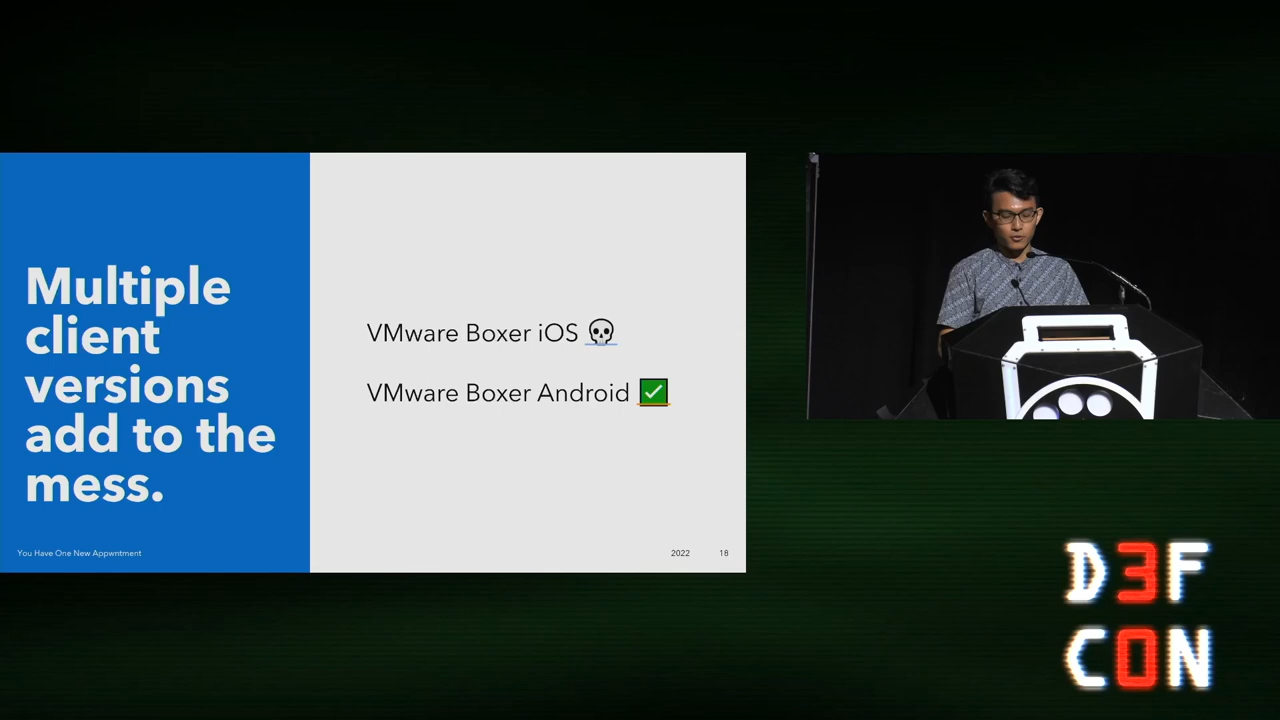 Multiple
client
versions
add to the
mess.
VMware Boxer iOS 💀
VMware Boxer Android ✅
You Have One New Appwntment
2022
18
D3F
C0N